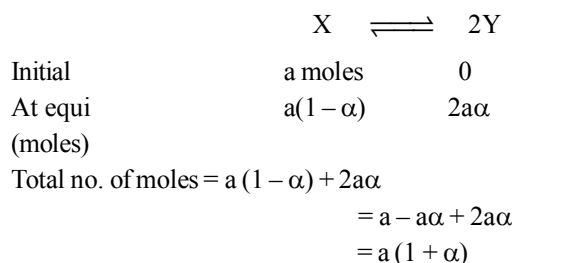 X ⇌ 2Y
Initial a moles 0
At equi a(1 – α) 2aα
(moles)
Total no. of moles = a (1 – α) + 2aα
= a – aα + 2aα
= a (1 + α)